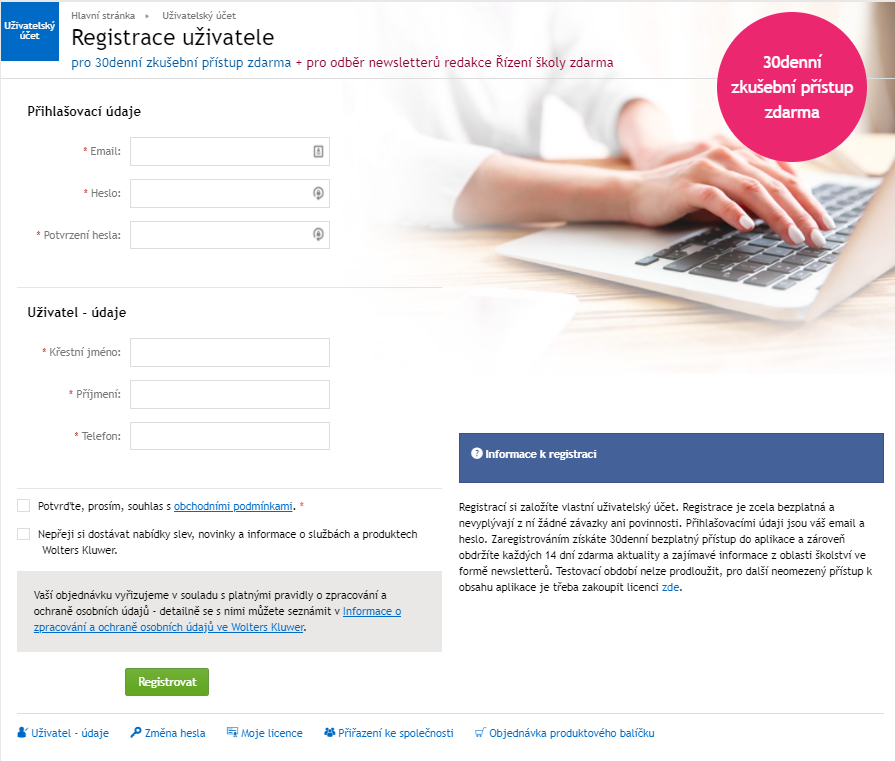 Uživatelský účet
Hlavní stránka • Uživatelský účet
Registrace uživatele
pro 30denní zkušební přístup zdarma + pro odběr newsletterů redakce Řízení školy zdarma
30denní
zkušební přístup
zdarma
Přihlašovací údaje
* Email:
* Heslo:
* Potvrzení hesla:
Uživatel - údaje
* Křestní jméno:
* Příjmení:
* Telefon:
Potvrďte, prosím, souhlas s obchodními podmínkami. *
Nepřeji si dostávat nabídky slev, novinky a informace o službách a produktech
Wolters Kluwer.
Vaší objednávku vyřizujeme v souladu s platnými pravidly o zpracování a
ochraně osobních údajů - detailně se s nimi můžete seznámit v Informace o
zpracování a ochraně osobních údajů ve Wolters Kluwer.
Registrovat
? Informace k registraci
Registrací si založíte vlastní uživatelský účet. Registrace je zcela bezplatná a
nevyplývají z ní žádné závazky ani povinnosti. Přihlašovacími údaji jsou váš email a
heslo. Zaregistrováním získáte 30denní bezplatný přístup do aplikace a zároveň
obdržíte každých 14 dní zdarma aktuality a zajímavé informace z oblasti školství ve
formě newsletterů. Testovací období nelze prodloužit, pro další neomezený přístup k
obsahu aplikace je třeba zakoupit licenci zde.
Uživatel - údaje
Změna hesla
Moje licence
Přiřazení ke společnosti
Objednávka produktového balíčku